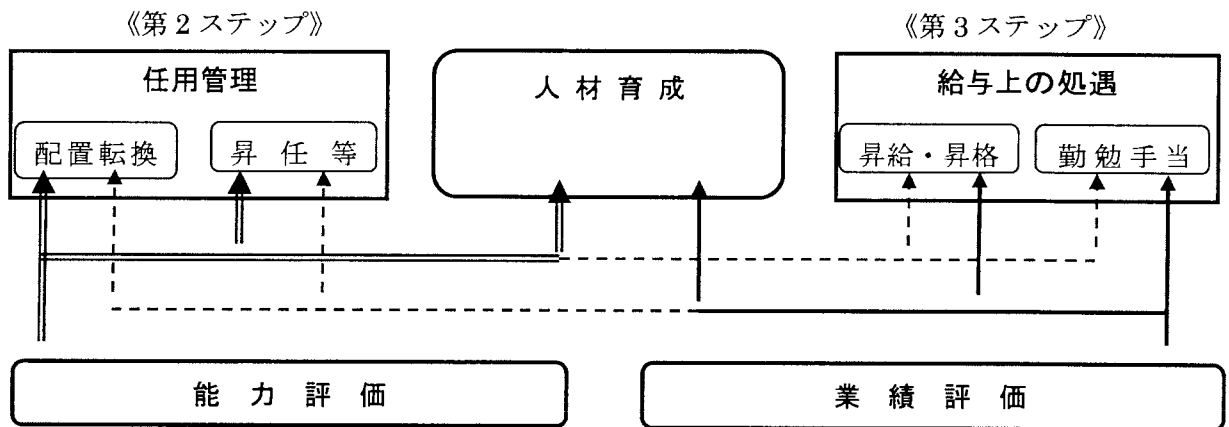 《第2ステップ》
《第3ステップ》
任用管理
人材育成
給与上の処遇
配置転換
昇任等
昇給・昇格
勤勉手当
能力評価
業績評価